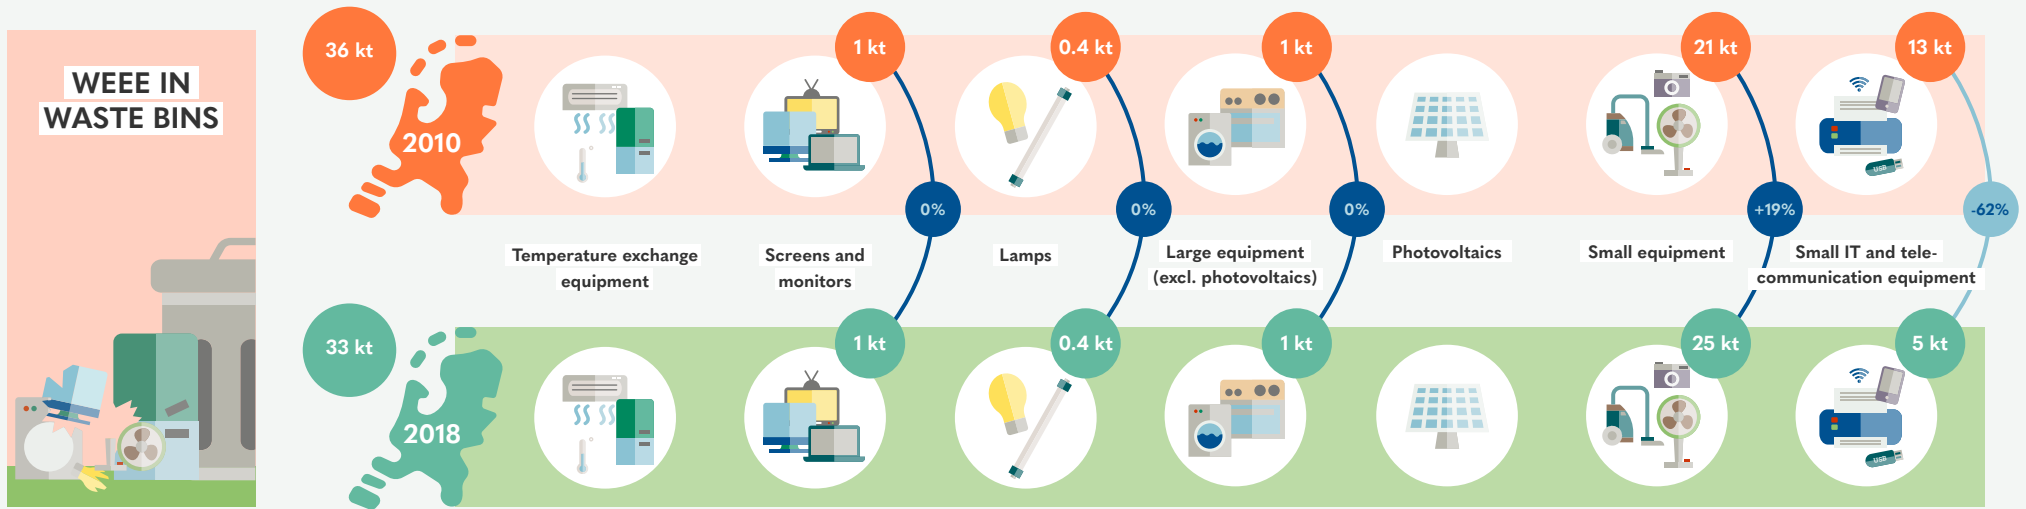 WEEE IN
WASTE BINS
36 kt
2010
1 kt
0.4 kt
1 kt
21 kt
13 kt
USB
0%
0%
0%
+19%
-62%
Temperature exchange
equipment
Screens and
monitors
Lamps
Large equipment
(excl. photovoltaics)
Photovoltaics
Small equipment
Small IT and tele-
communication equipment
33 kt
2018
1 kt
0.4 kt
1 kt
25 kt
5 kt
USB